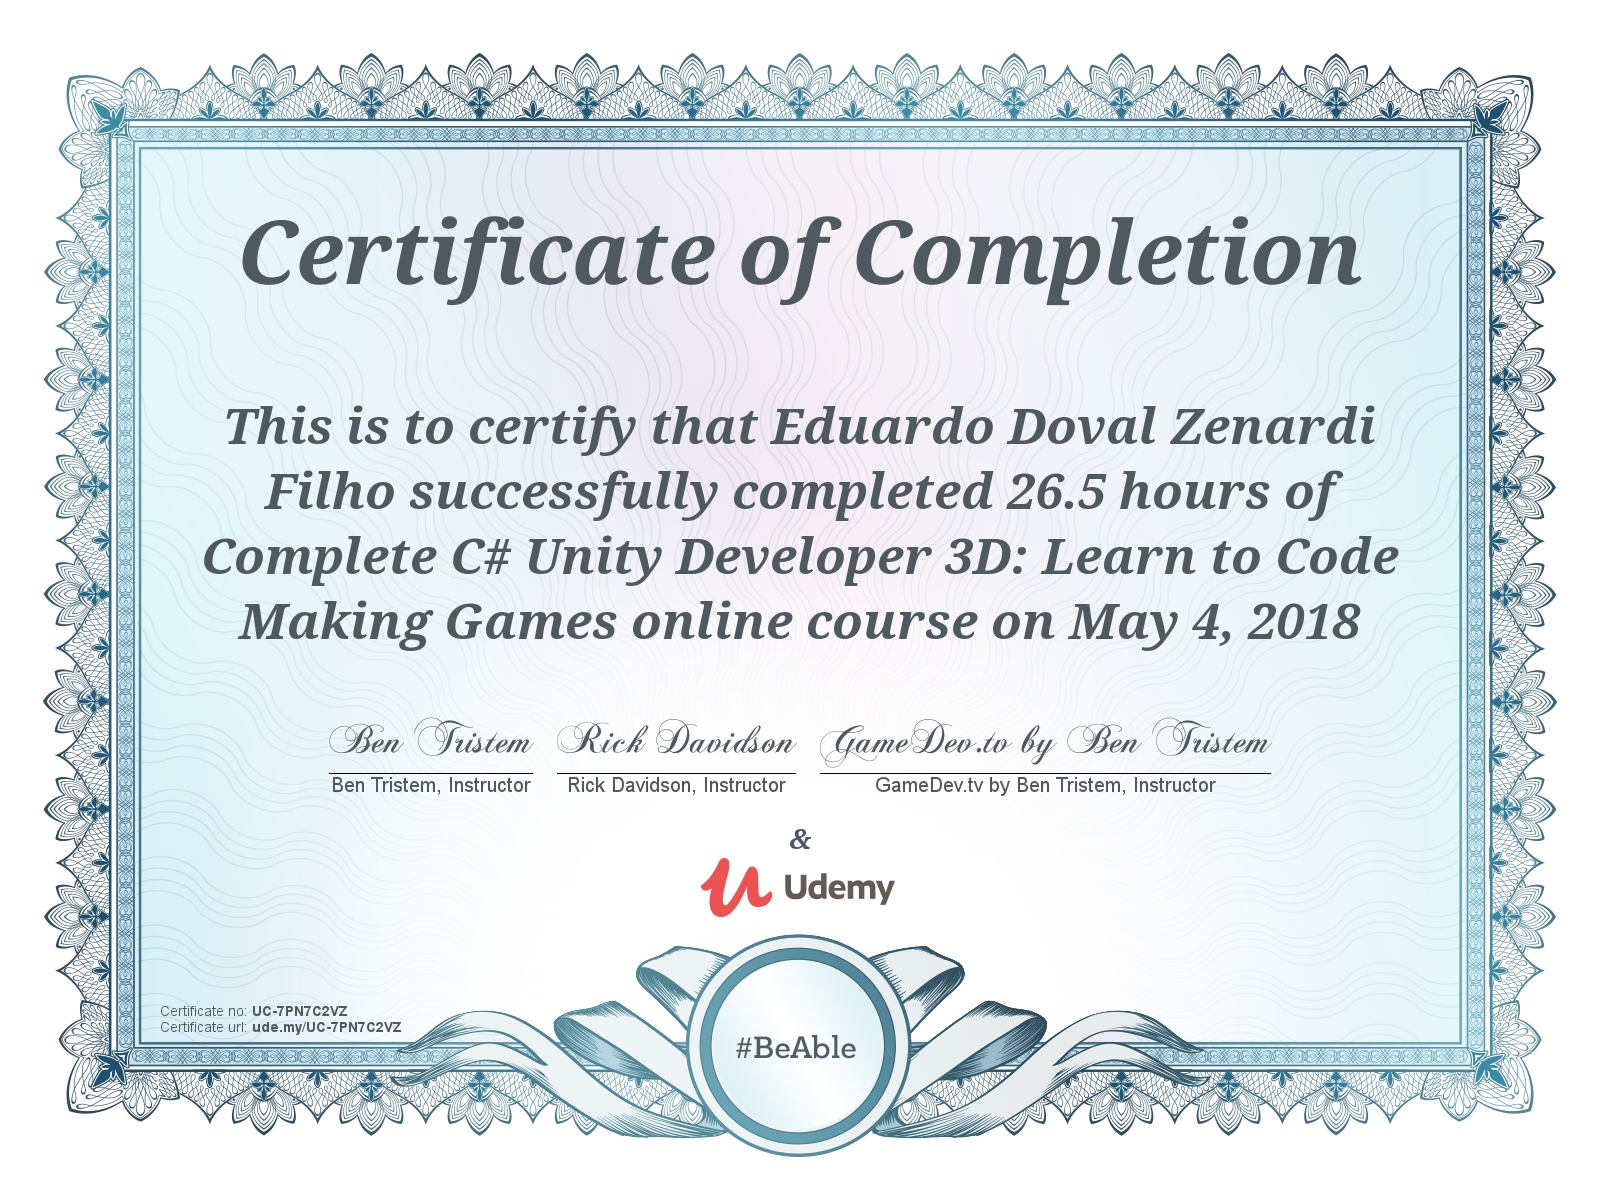 Certificate of Completion
This is to certify that Eduardo Doval Zenardi
Filho successfully completed 26.5 hours of
Complete C# Unity Developer 3D: Learn to Code
Making Games online course on May 4, 2018
Ben Tristem Rick Davidson GameDev.tv by Ben Tristem
Ben Tristem, Instructor Rick Davidson, Instructor GameDev.tv by Ben Tristem, Instructor
&
Udemy
Certificate no: UC-7PN7C2VZ
Certificate url: ude.my/UC-7PN7C2VZ
#BeAble